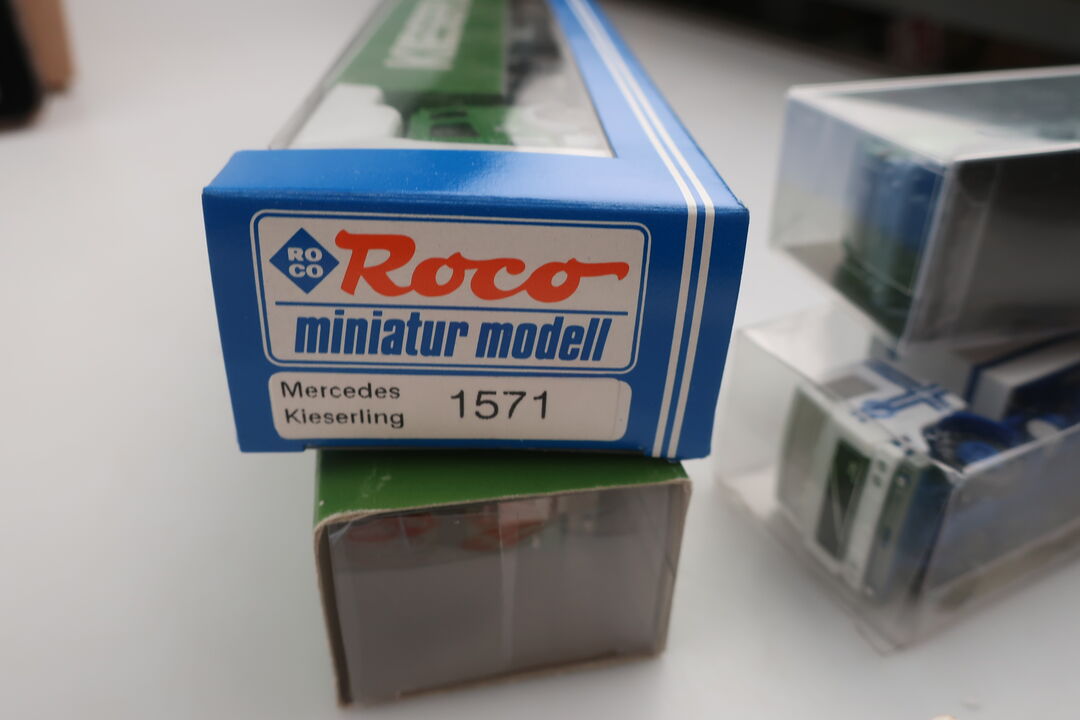 RO
CO
Roco
miniatur modell
Mercedes
Kieserling
1571